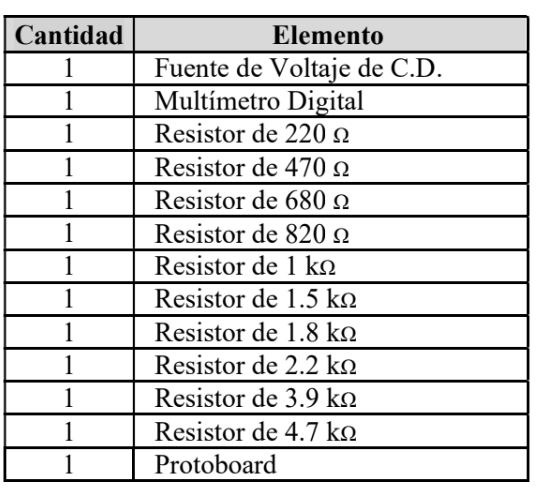 Cantidad Elemento
1 Fuente de Voltaje de C.D.
1 Multímetro Digital
1 Resistor de 220 Ω
1 Resistor de 470 Ω
1 Resistor de 680 Ω
1 Resistor de 820 Ω
1 Resistor de 1 kΩ
1 Resistor de 1.5 kΩ
1 Resistor de 1.8 kΩ
1 Resistor de 2.2 kΩ
1 Resistor de 3.9 kΩ
1 Resistor de 4.7 kΩ
1 Protoboard